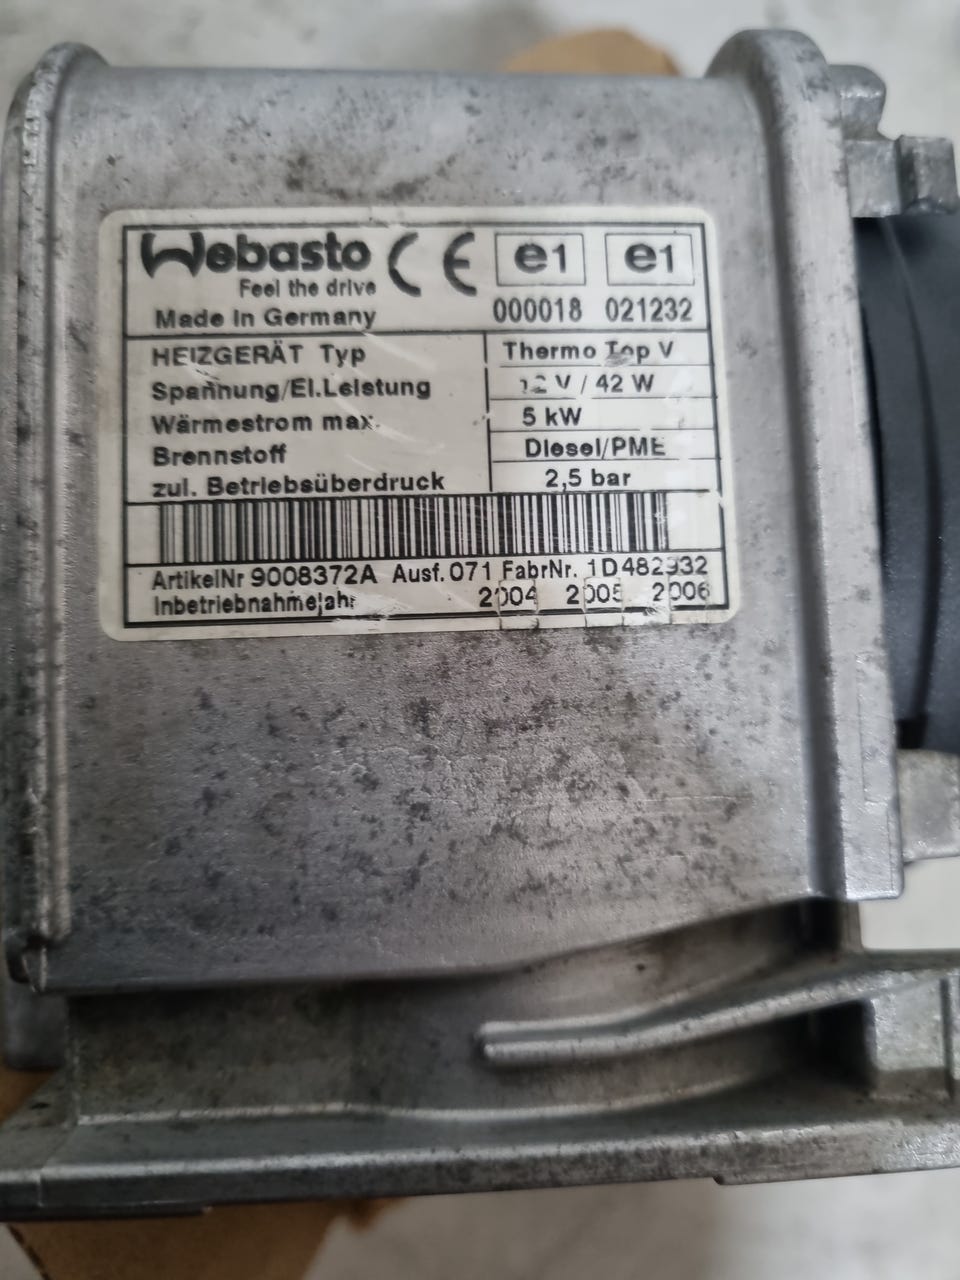 Webasto CE e1 e1
Feel the drive
Made in Germany 000018 021232
HEIZGERÄT Typ Thermo Top V
Spannung/El.Leistung 12 V / 42 W
Wärmestrom max. 5 kW
Brennstoff Diesel/PME
zul. Betriebsüberdruck 2,5 bar
ArtikelNr 9008372A Ausf. 071 FabrNr. 1D482932
Inbetriebnahmejahr 2004 2005 2006